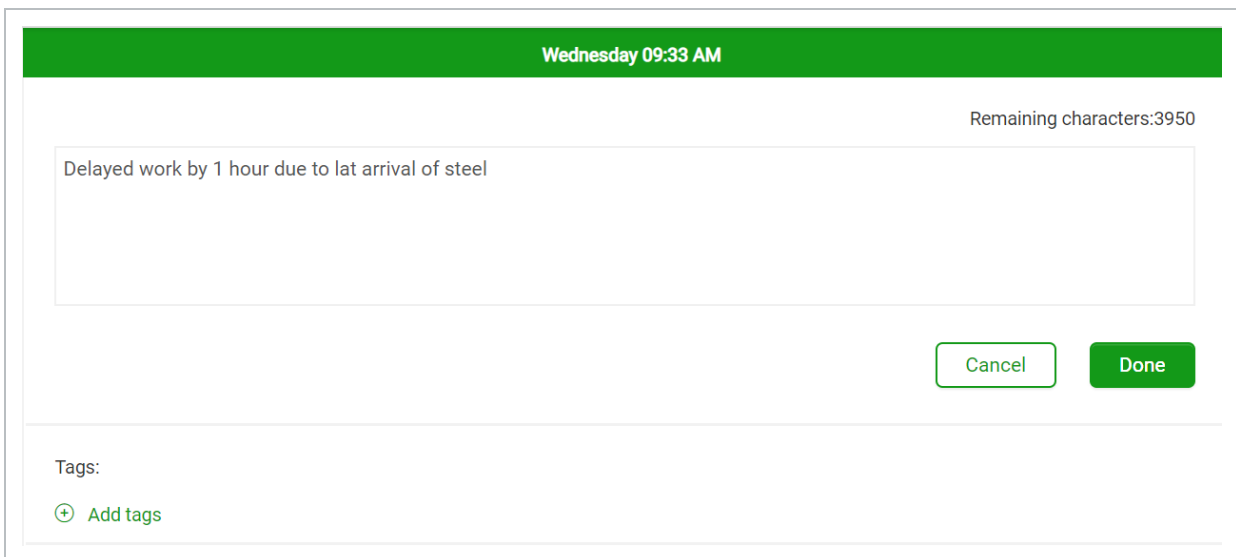 Wednesday 09:33 AM
Remaining characters:3950
Delayed work by 1 hour due to lat arrival of steel
Cancel
Done
Tags:
Add tags